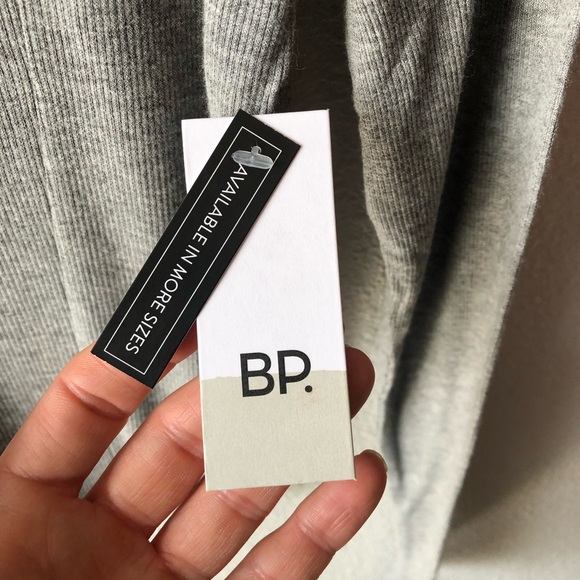 AVAILABLE IN MORE SIZES
BP.